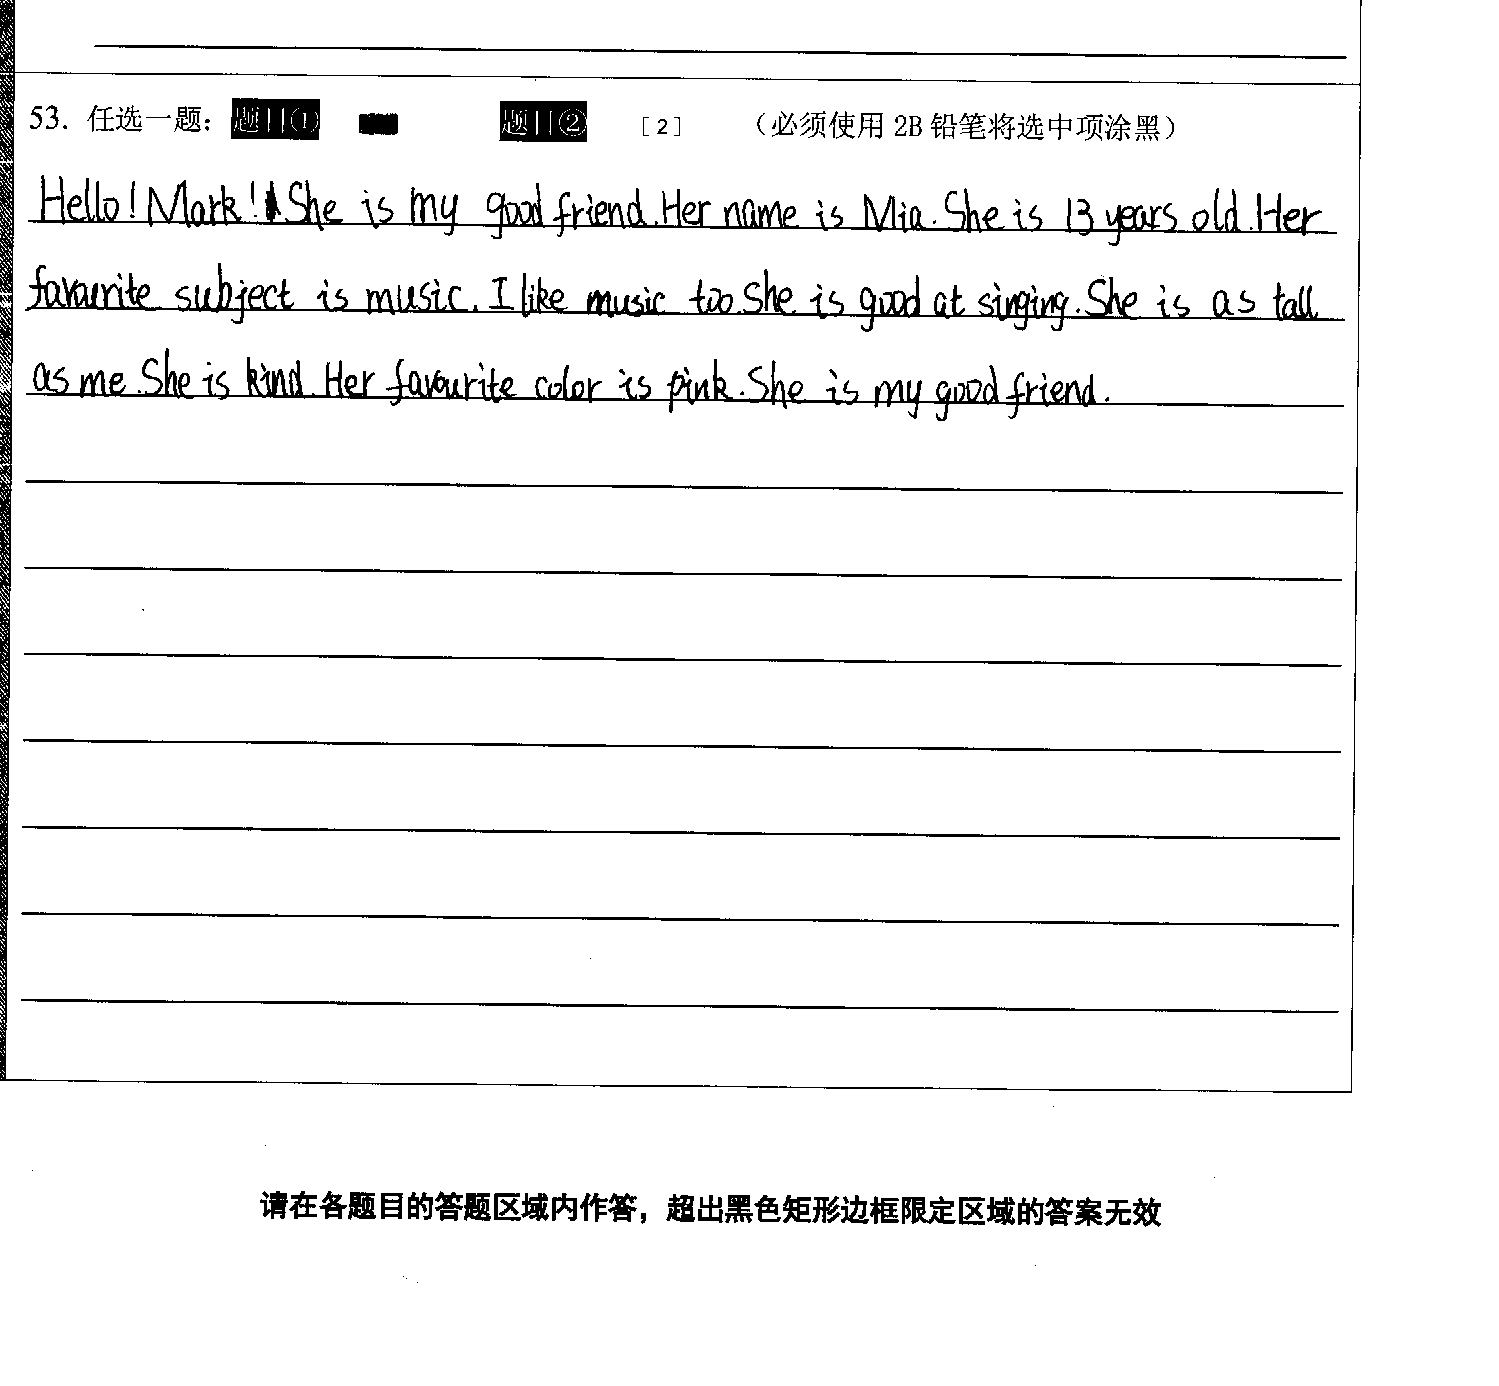 53. 任选一题： 题目① 题目② [2] （必须使用 2B 铅笔将选中项涂黑）
Hello! Mark! She is my good friend. Her name is Mia. She is 13 years old. Her
favourite subject is music. I like music too. She is good at singing. She is as tall
as me. She is kind. Her favourite color is pink. She is my good friend.
请在各题目的答题区域内作答，超出黑色矩形边框限定区域的答案无效